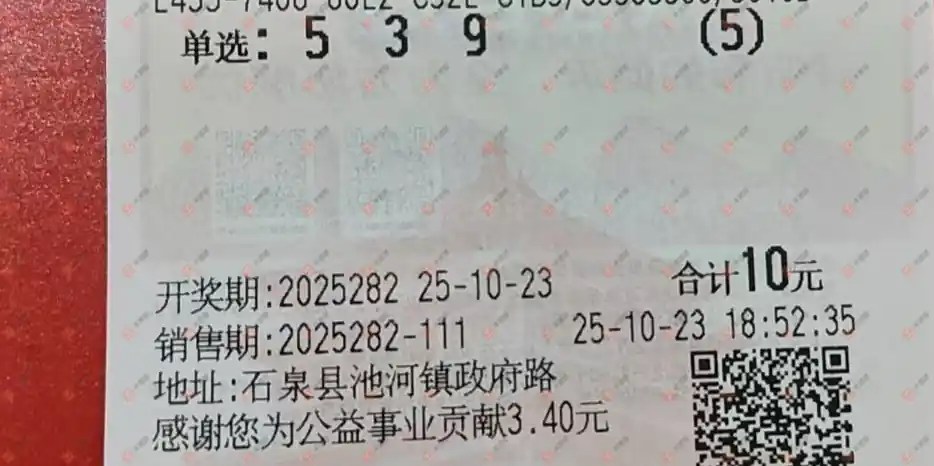 单选: 5 3 9 (5)
开奖期:2025282 25-10-23 合计10元
销售期:2025282-111 25-10-23 18:52:35
地址:石泉县池河镇政府路
感谢您为公益事业贡献3.40元